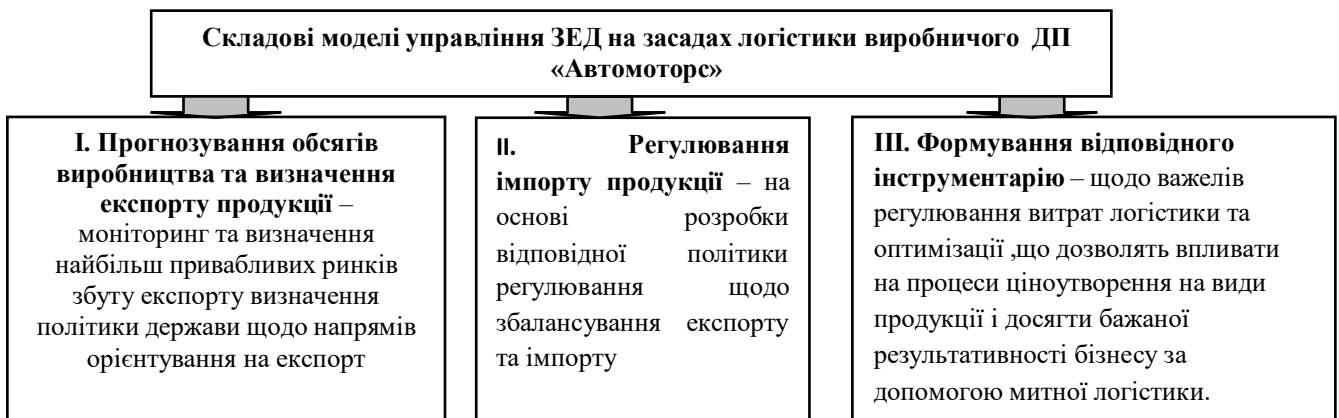 Складові моделі управління ЗЕД на засадах логістики виробничого ДП
«Автомоторс»
І. Прогнозування обсягів
виробництва та визначення
експорту продукції –
моніторинг та визначення
найбільш привабливих ринків
збуту експорту визначення
політики держави щодо напрямів
орієнтування на експорт
ІІ. Регулювання
імпорту продукції – на
основі розробки
відповідної політики
регулювання щодо
збалансування експорту
та імпорту
ІІІ. Формування відповідного
інструментарію – щодо важелів
регулювання витрат логістики та
оптимізації ,що дозволять впливати
на процеси ціноутворення на види
продукції і досягти бажаної
результативності бізнесу за
допомогою митної логістики.